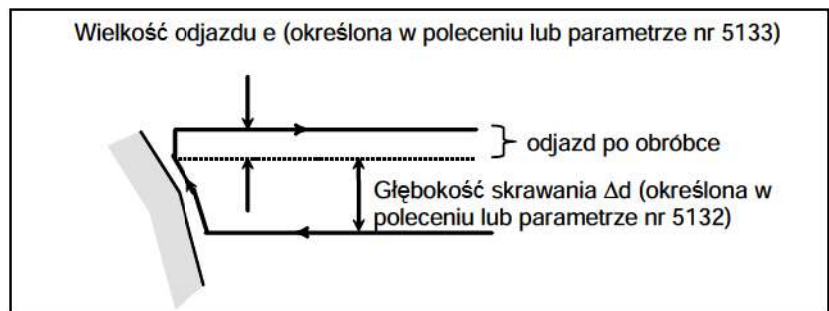 Wielkość odjazdu e (określona w poleceniu lub parametrze nr 5133)
odjazd po obróbce
Głębokość skrawania Δd (określona w
poleceniu lub parametrze nr 5132)